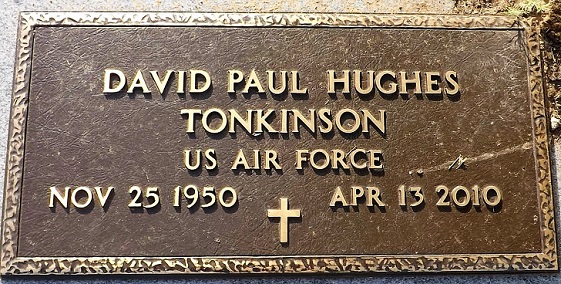 DAVID PAUL HUGHES
TONKINSON
US AIR FORCE
NOV 25 1950 APR 13 2010